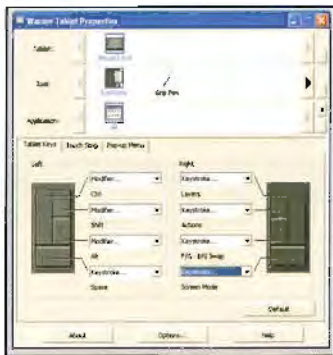 Wacom Tablet Properties
Tablet:
Tool:
Grip Pen
Application:
All
Tablet Keys Touch Strip Pop-up Menu
Left Right
Modifier... Keystroke...
Ctrl Layers
Modifier... Keystroke...
Shift Actions
Modifier... Keystroke...
Alt F/G - B/G Swap
Keystroke... Keystroke...
Space Screen Mode
Default
About Options... Help